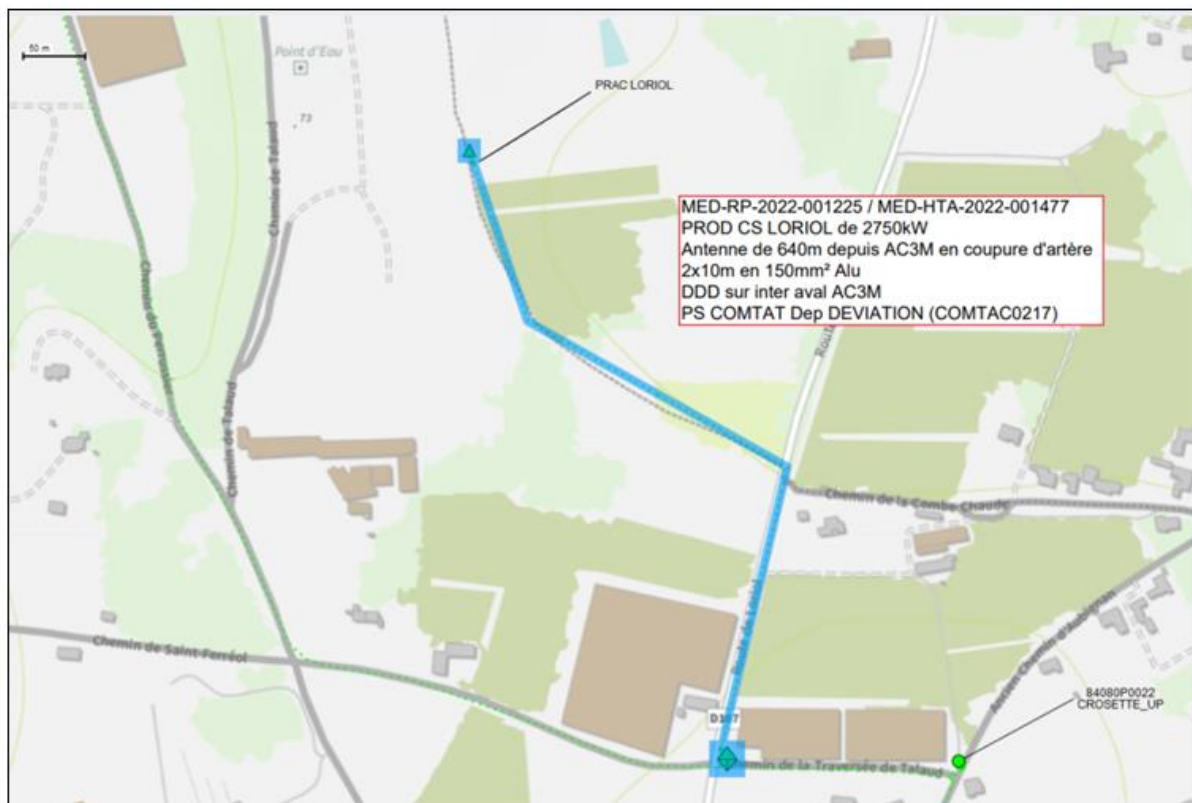 50 m
Point d'Eau
73
PRAC LORIOL
MED-RP-2022-001225 / MED-HTA-2022-001477
PROD CS LORIOL de 2750kW
Antenne de 640m depuis AC3M en coupure d'artère
2x10m en 150mm² Alu
DDD sur inter aval AC3M
PS COMTAT Dep DEVIATION (COMTAC0217)
Chemin de Talaud
Chemin du Ferrussier
Chemin de Talaud
Route
Chemin de la Combe Chaude
Route de Loriol
Chemin de Saint-Ferréol
Ancien Chemin d'Aubignan
84080P0022
CROSETTE_UP
D107
Chemin de la Traversée de Talaud